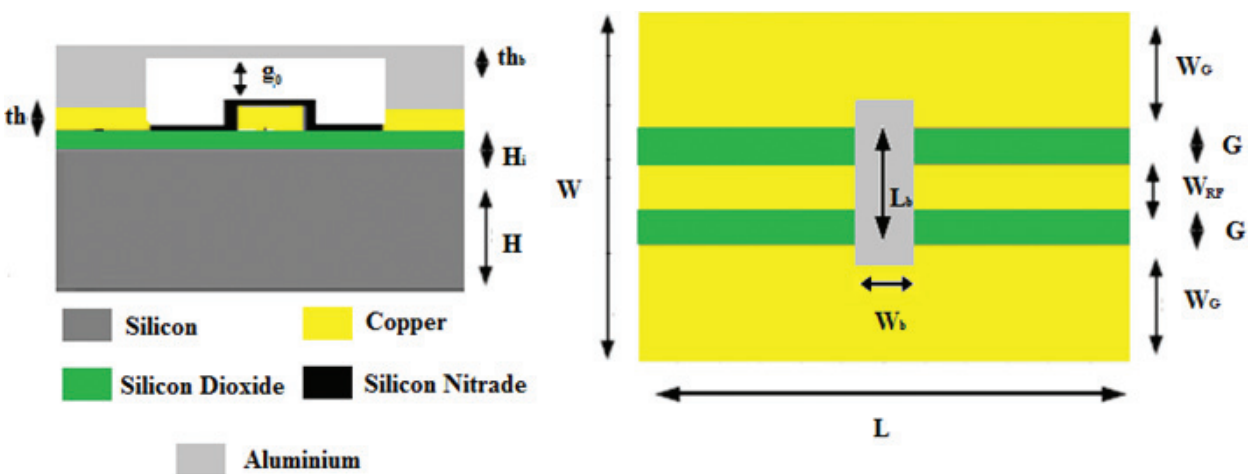 th
g0
thb
Hi
H
Silicon
Copper
Silicon Dioxide
Silicon Nitrade
Aluminium
W
Lb
Wb
L
WG
G
WRF
G
WG